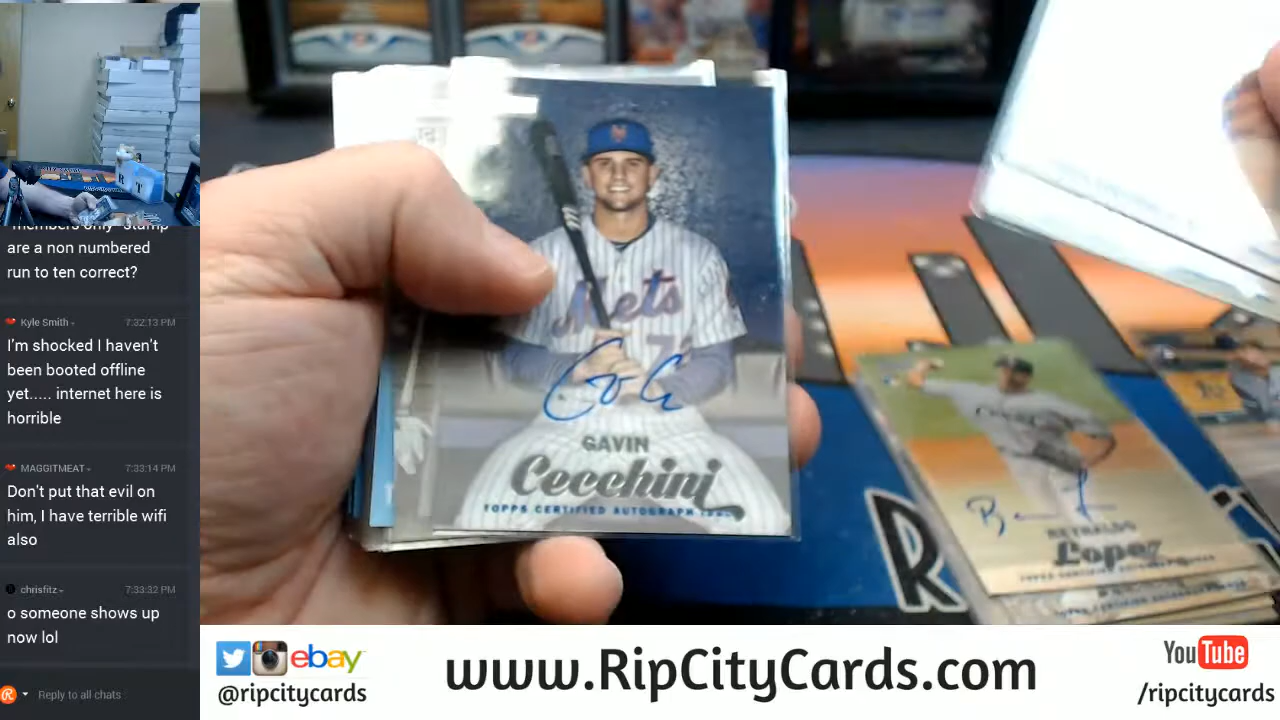 members only" stamp
are a non numbered
run to ten correct?
Kyle Smith 7:32:13 PM
I'm shocked I haven't
been booted offline
yet..... internet here is
horrible
MAGGITMEAT 7:33:14 PM
Don't put that evil on
him, I have terrible wifi
also
chrisfitz 7:33:32 PM
o someone shows up
now lol
Reply to all chats
Mets
GAVIN
Cecchini
TOPPS CERTIFIED AUTOGRAPH
REYNALDO
Lopez
R
ebay
@ripcitycards
www.RipCityCards.com
YouTube
/ripcitycards